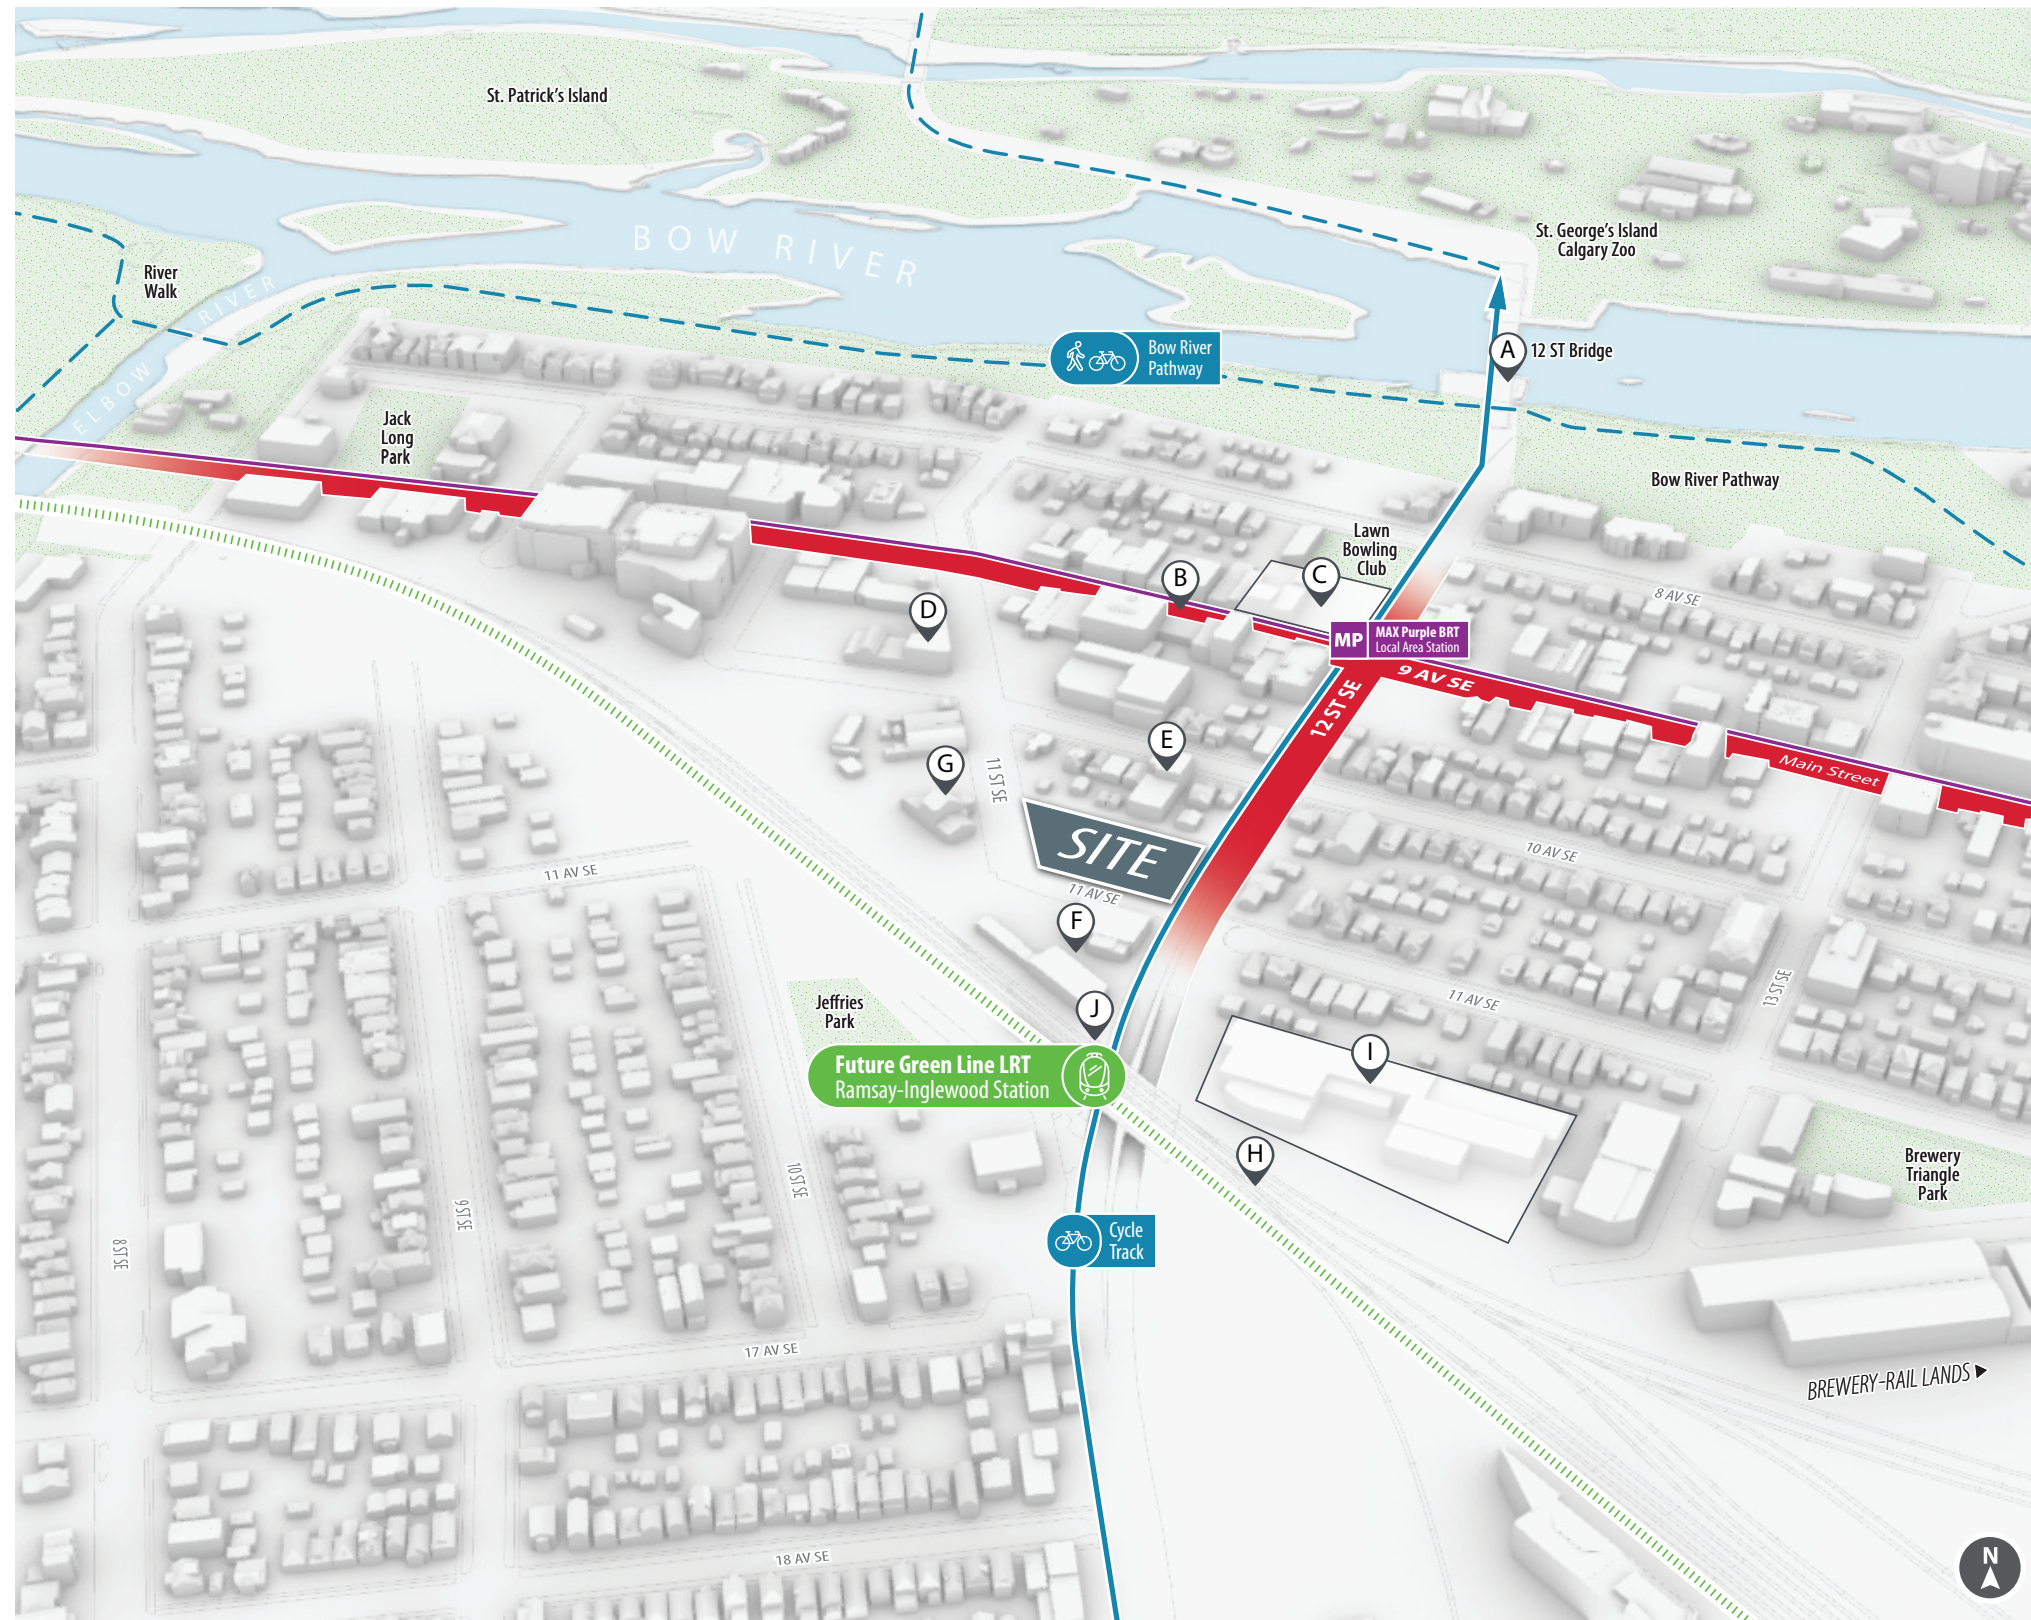 St. Patrick's Island
BOW RIVER
St. George's Island
Calgary Zoo
River
Walk
ELBOW RIVER
Bow River
Pathway
A
12 ST Bridge
Jack
Long
Park
Bow River Pathway
Lawn
Bowling
Club
B
C
D
8 AV SE
MP
MAX Purple BRT
Local Area Station
9 AV SE
12 ST SE
E
G
11 ST SE
Main Street
SITE
10 AV SE
11 AV SE
11 AV SE
F
13 ST SE
11 AV SE
Jeffries
Park
J
I
Future Green Line LRT
Ramsay-Inglewood Station
H
Brewery
Triangle
Park
10 ST SE
9 ST SE
8 ST SE
Cycle
Track
17 AV SE
BREWERY-RAIL LANDS
18 AV SE
N